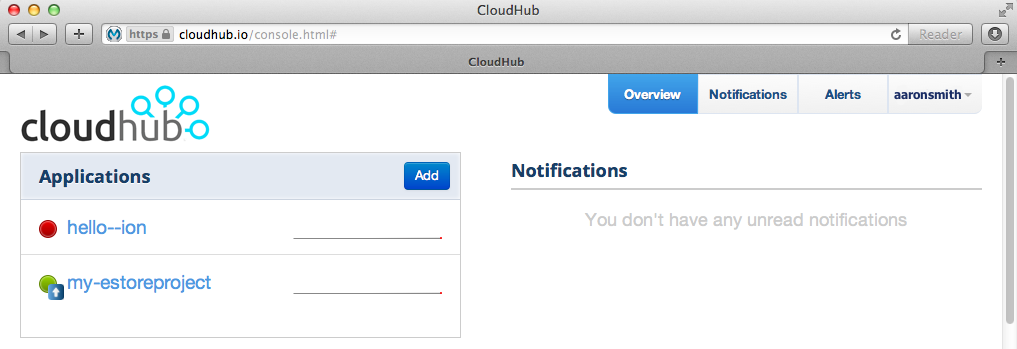 CloudHub
https cloudhub.io/console.html# Reader
CloudHub
cloudhub
Overview Notifications Alerts aaronsmith
Applications Add
Notifications
hello--ion
You don't have any unread notifications
my-estoreproject